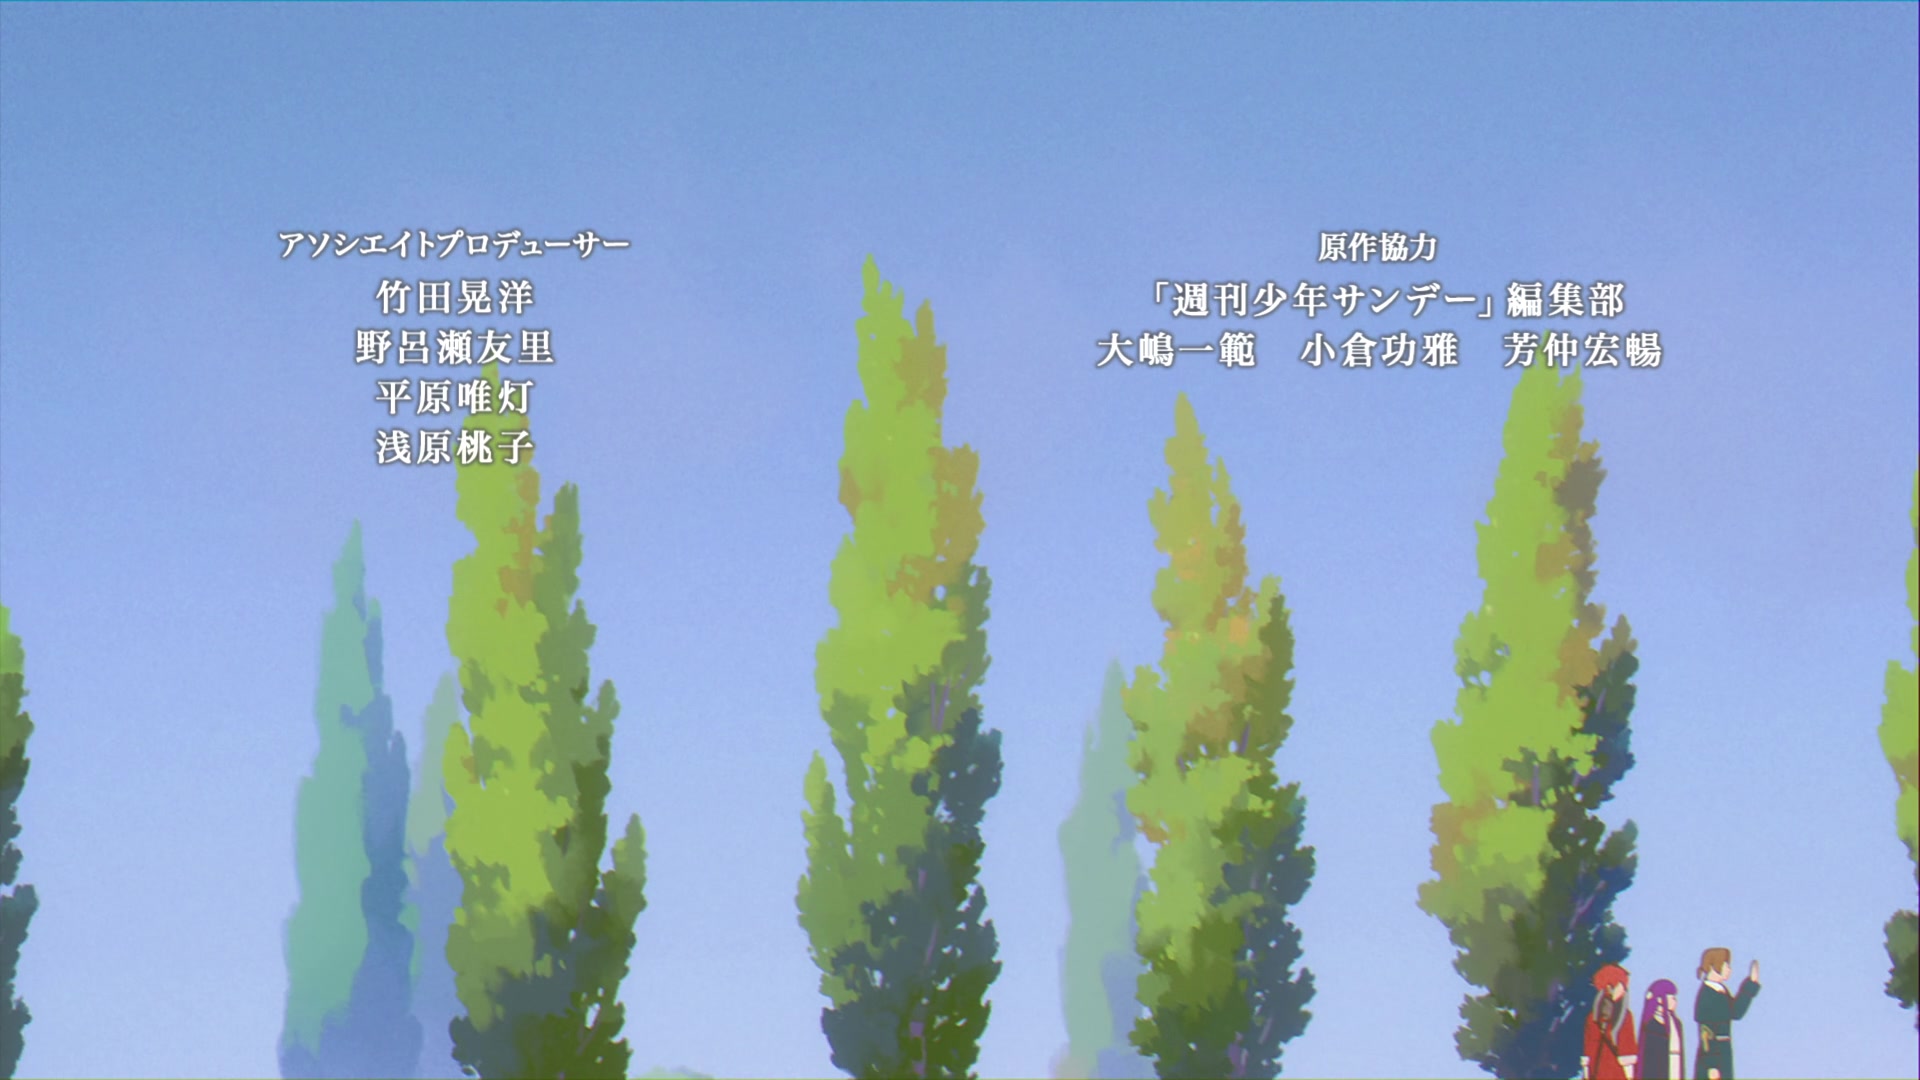 アソシエイトプロデューサー
竹田晃洋
野呂瀬友里
平原唯灯
浅原桃子
原作協力
「週刊少年サンデー」編集部
大嶋一範　小倉功雅　芳仲宏暢